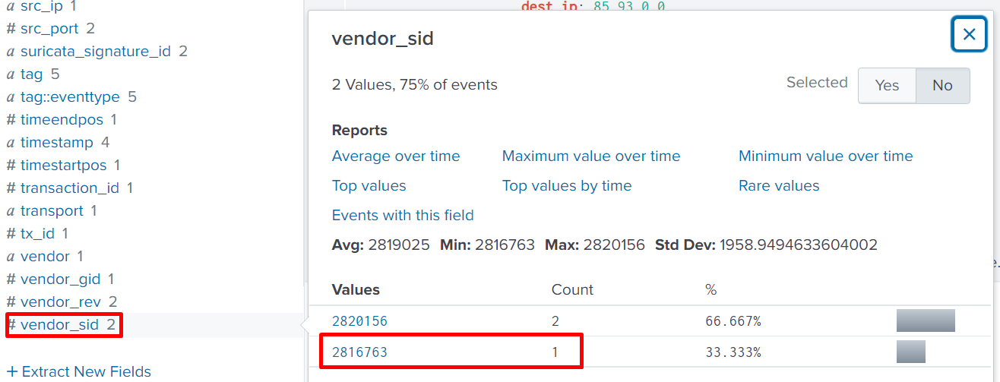 a src_ip 1
# src_port 2
a suricata_signature_id 2
a tag 5
a tag::eventtype 5
# timeendpos 1
a timestamp 4
# timestartpos 1
# transaction_id 1
a transport 1
# tx_id 1
a vendor 1
# vendor_gid 1
# vendor_rev 2
# vendor_sid 2
+ Extract New Fields
dest_ip: 85.93.0.0
vendor_sid
2 Values, 75% of events
Selected Yes No
Reports
Average over time Maximum value over time Minimum value over time
Top values Top values by time Rare values
Events with this field
Avg: 2819025 Min: 2816763 Max: 2820156 Std Dev: 1958.9494633604002
Values Count %
2820156 2 66.667%
2816763 1 33.333%
e.